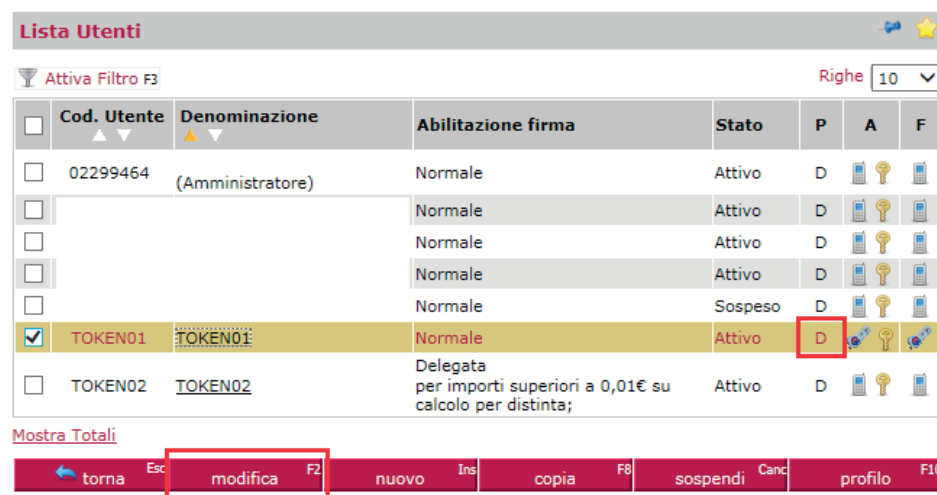 Lista Utenti
Attiva Filtro F3 Righe 10
Cod. Utente Denominazione Abilitazione firma Stato P A F
02299464 (Amministratore) Normale Attivo D
Normale Attivo D
Normale Attivo D
Normale Attivo D
Normale Sospeso D
TOKEN01 TOKEN01 Normale Attivo D
TOKEN02 TOKEN02 Delegata Attivo D
per importi superiori a 0,01€ su
calcolo per distinta;
Mostra Totali
torna Esc modifica F2 nuovo Ins copia F8 sospendi Canc profilo F10